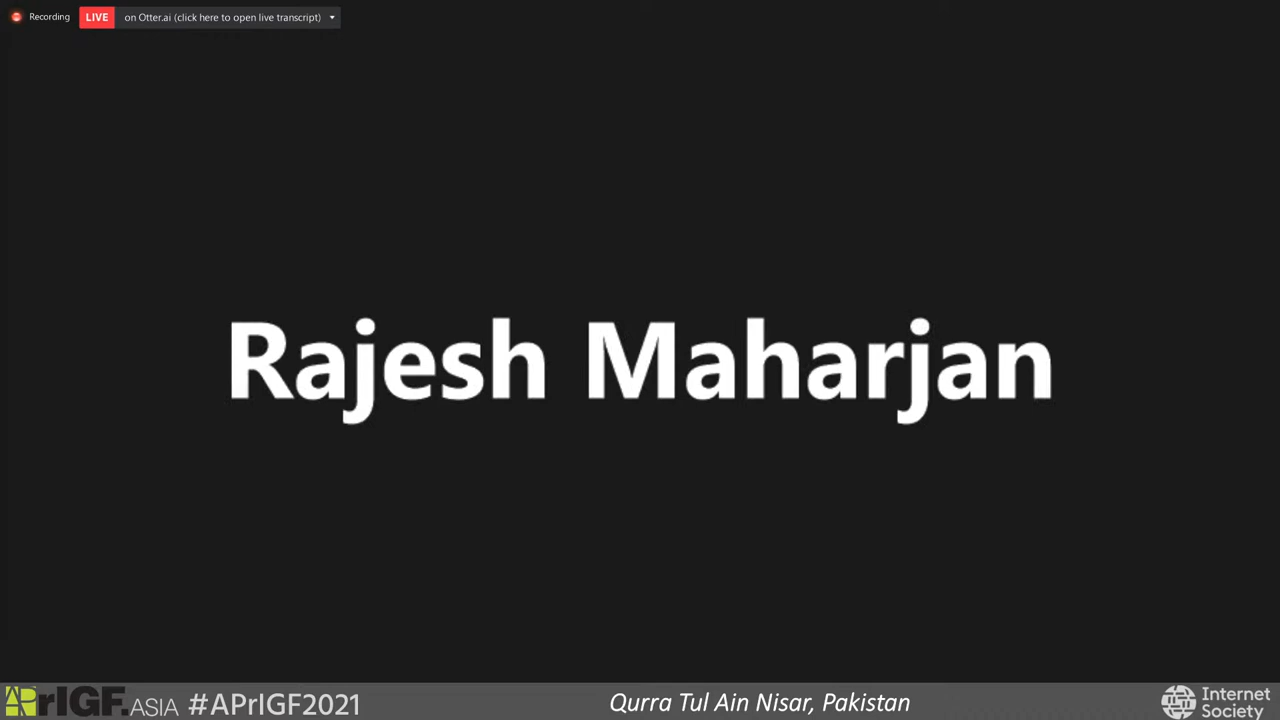 Recording LIVE on Otter.ai (click here to open live transcript)
Rajesh Maharjan
APrIGF.ASIA #APrIGF2021 Qurra Tul Ain Nisar, Pakistan Internet Society